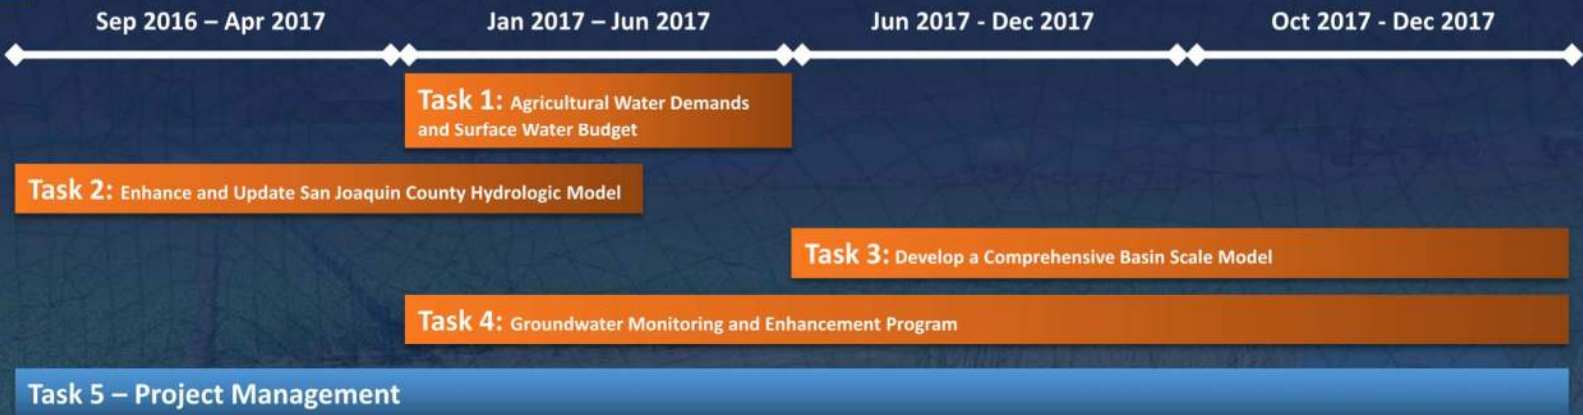 Sep 2016 – Apr 2017
Jan 2017 – Jun 2017
Jun 2017 - Dec 2017
Oct 2017 - Dec 2017
Task 1: Agricultural Water Demands
and Surface Water Budget
Task 2: Enhance and Update San Joaquin County Hydrologic Model
Task 3: Develop a Comprehensive Basin Scale Model
Task 4: Groundwater Monitoring and Enhancement Program
Task 5 – Project Management